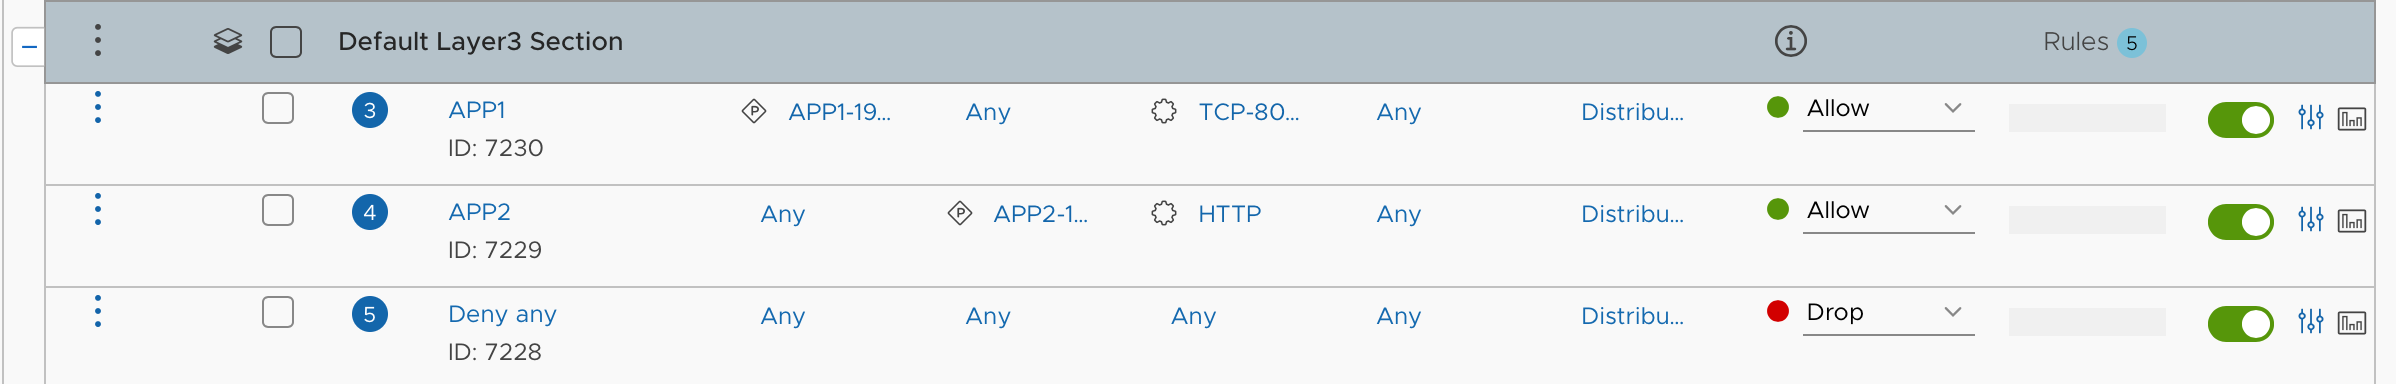 Default Layer3 Section Rules 5
3 APP1 APP1-19... Any TCP-80... Any Distribu... Allow
ID: 7230
4 APP2 Any APP2-1... HTTP Any Distribu... Allow
ID: 7229
5 Deny any Any Any Any Any Distribu... Drop
ID: 7228